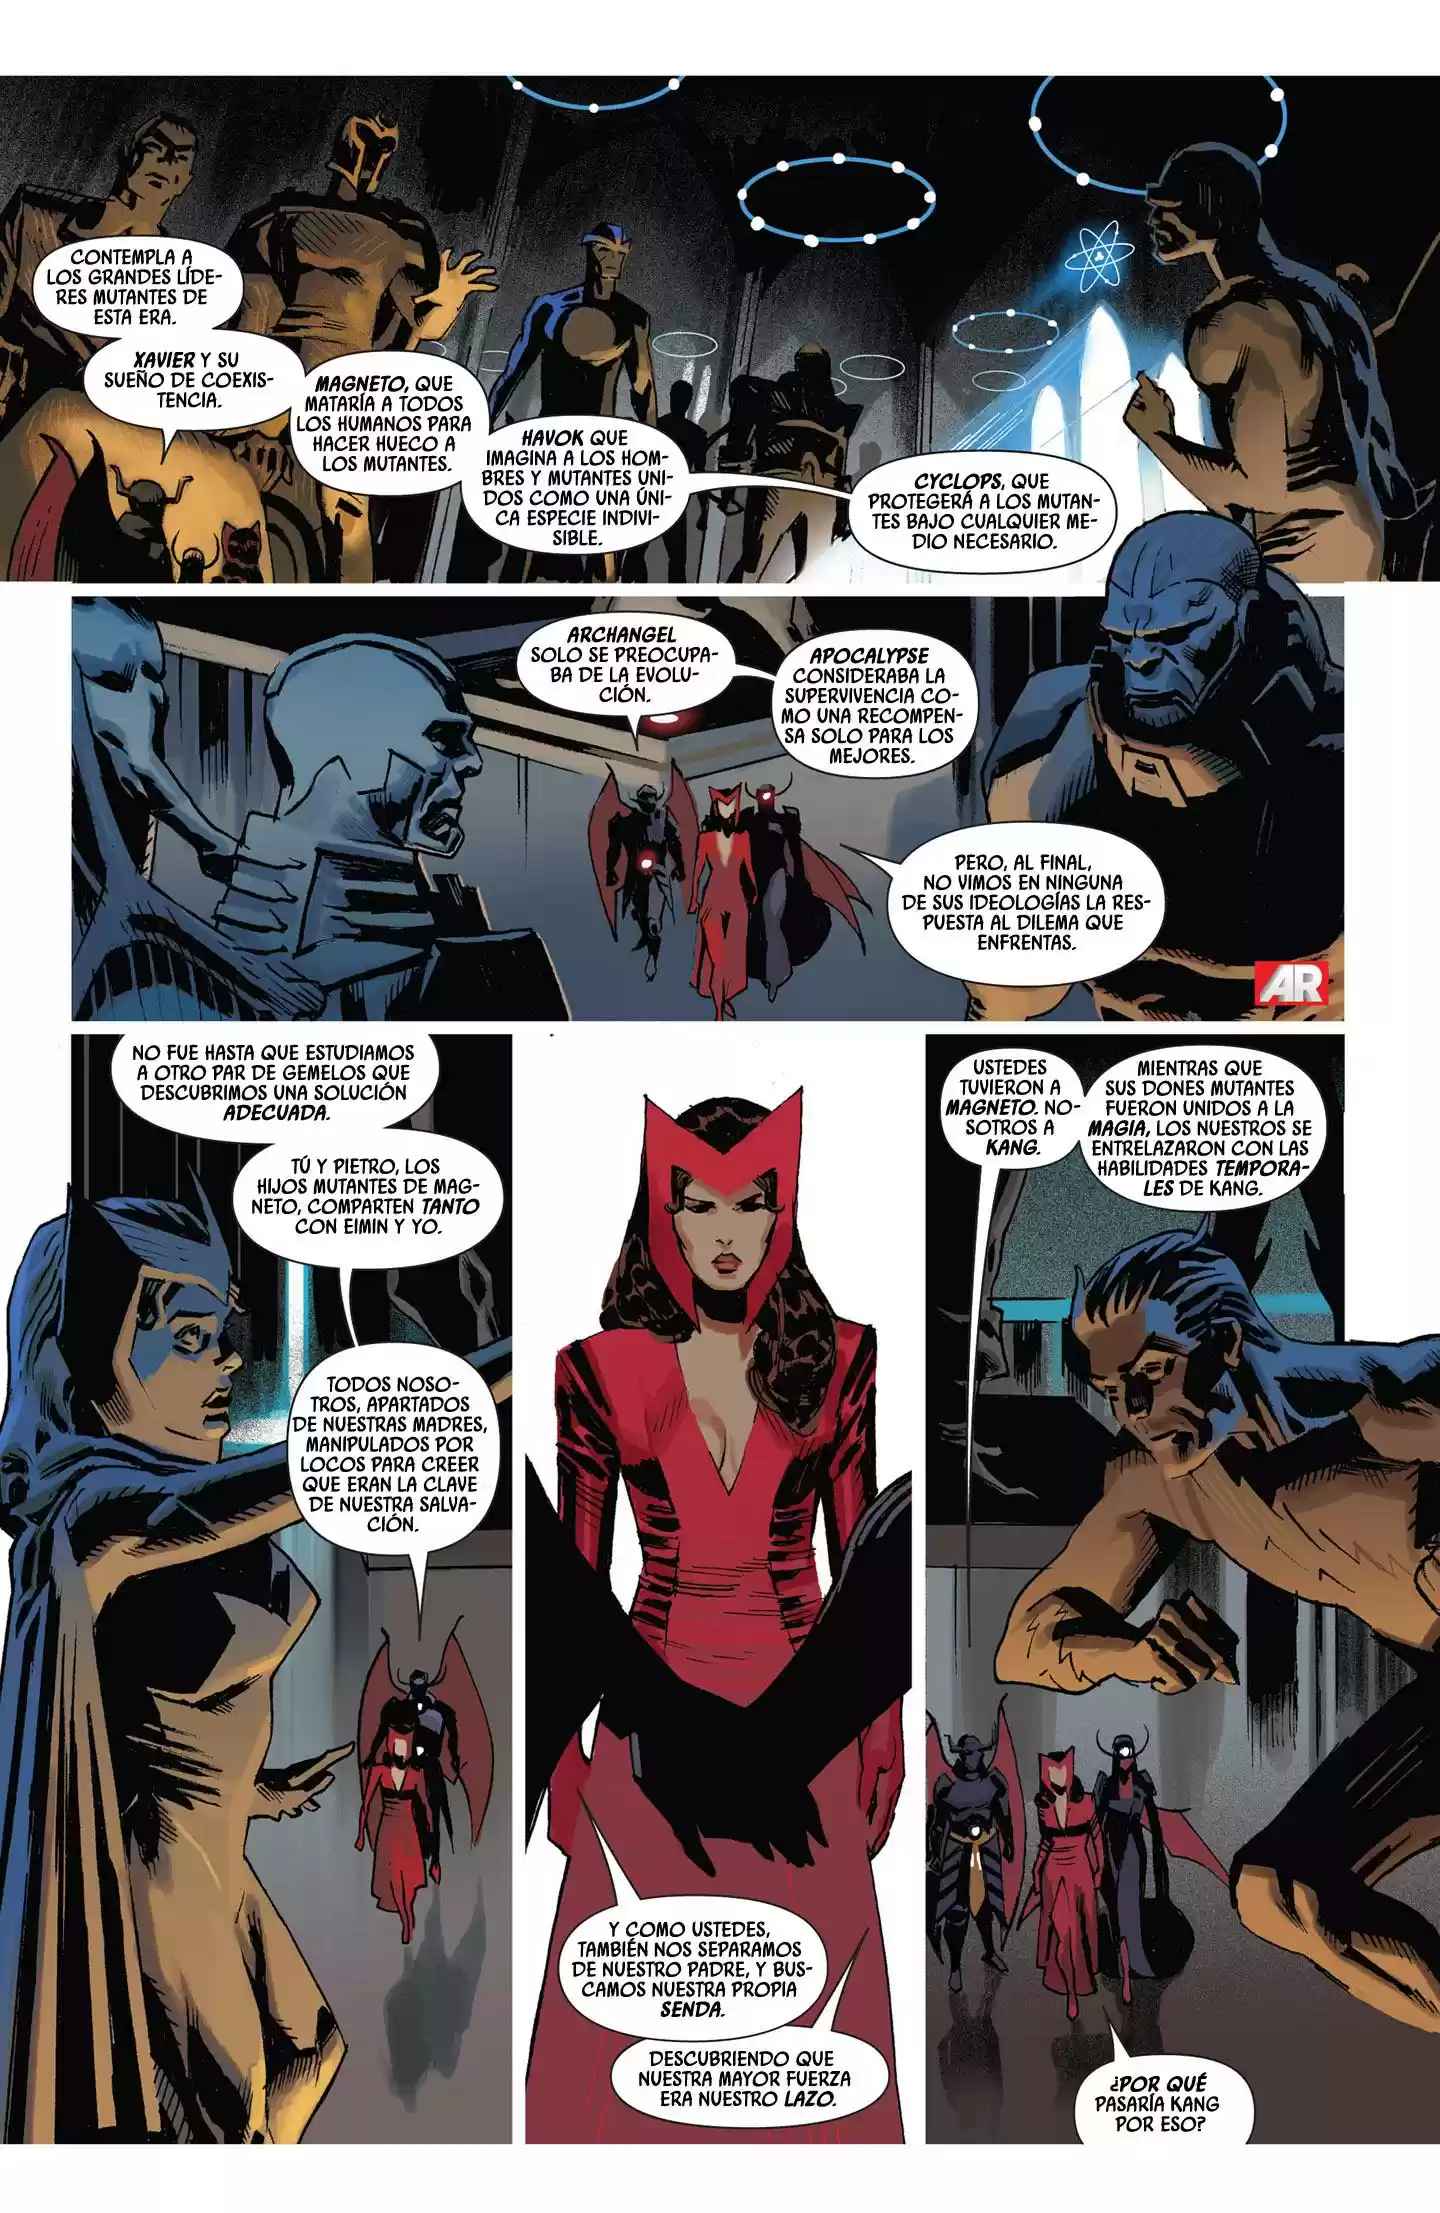 CONTEMPLA A
LOS GRANDES LÍDE-
RES MUTANTES DE
ESTA ERA.
XAVIER Y SU
SUEÑO DE COEXIS-
TENCIA.
MAGNETO, QUE
MATARÍA A TODOS
LOS HUMANOS PARA
HACER HUECO A
LOS MUTANTES.
HAVOK QUE
IMAGINA A LOS HOM-
BRES Y MUTANTES UNI-
DOS COMO UNA ÚNI-
CA ESPECIE INDIVI-
SIBLE.
CYCLOPS, QUE
PROTEGERÁ A LOS MUTAN-
TES BAJO CUALQUIER ME-
DIO NECESARIO.
ARCHANGEL
SOLO SE PREOCUPA-
BA DE LA EVOLU-
CIÓN.
APOCALYPSE
CONSIDERABA LA
SUPERVIVENCIA CO-
MO UNA RECOMPEN-
SA SOLO PARA LOS
MEJORES.
PERO, AL FINAL,
NO VIMOS EN NINGUNA
DE SUS IDEOLOGÍAS LA RES-
PUESTA AL DILEMA QUE
ENFRENTAS.
AR
NO FUE HASTA QUE ESTUDIAMOS
A OTRO PAR DE GEMELOS QUE
DESCUBRIMOS UNA SOLUCIÓN
ADECUADA.
TÚ Y PIETRO, LOS
HIJOS MUTANTES DE MAG-
NETO, COMPARTEN TANTO
CON EIMIN Y YO.
TODOS NOSO-
TROS, APARTADOS
DE NUESTRAS MADRES,
MANIPULADOS POR
LOCOS PARA CREER
QUE ERAN LA CLAVE
DE NUESTRA SALVA-
CIÓN.
Y COMO USTEDES,
TAMBIÉN NOS SEPARAMOS
DE NUESTRO PADRE, Y BUS-
CAMOS NUESTRA PROPIA
SENDA.
DESCUBRIENDO QUE
NUESTRA MAYOR FUERZA
ERA NUESTRO LAZO.
USTEDES
TUVIERON A
MAGNETO. NO-
SOTROS A
KANG.
MIENTRAS QUE
SUS DONES MUTANTES
FUERON UNIDOS A LA
MAGIA, LOS NUESTROS SE
ENTRELAZARON CON LAS
HABILIDADES TEMPORA-
LES DE KANG.
¿POR QUÉ
PASARÍA KANG
POR ESO?